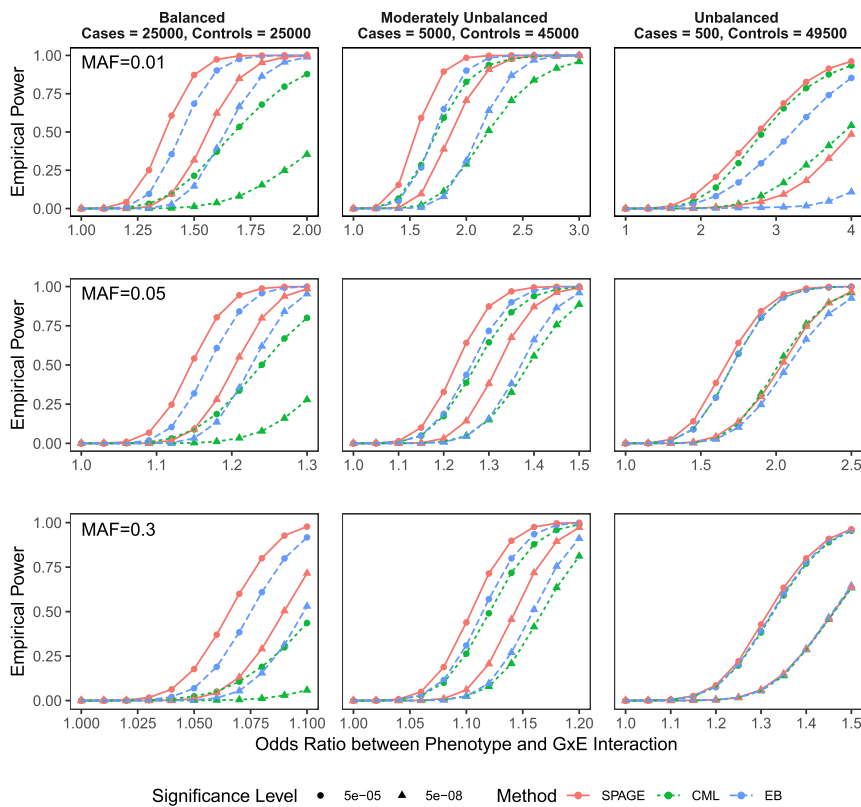 Balanced
Cases = 25000, Controls = 25000
Moderately Unbalanced
Cases = 5000, Controls = 45000
Unbalanced
Cases = 500, Controls = 49500
MAF=0.01
Empirical Power
1.00
0.75
0.50
0.25
0.00
1.00 1.25 1.50 1.75 2.00
1.0 1.5 2.0 2.5 3.0
1 2 3 4
MAF=0.05
Empirical Power
1.00
0.75
0.50
0.25
0.00
1.0 1.1 1.2 1.3
1.0 1.1 1.2 1.3 1.4 1.5
1.0 1.5 2.0 2.5
MAF=0.3
Empirical Power
1.00
0.75
0.50
0.25
0.00
1.000 1.025 1.050 1.075 1.100
1.00 1.05 1.10 1.15 1.20
1.0 1.1 1.2 1.3 1.4 1.5
Odds Ratio between Phenotype and GxE Interaction
Significance Level 5e−05 5e−08 Method SPAGE CML EB